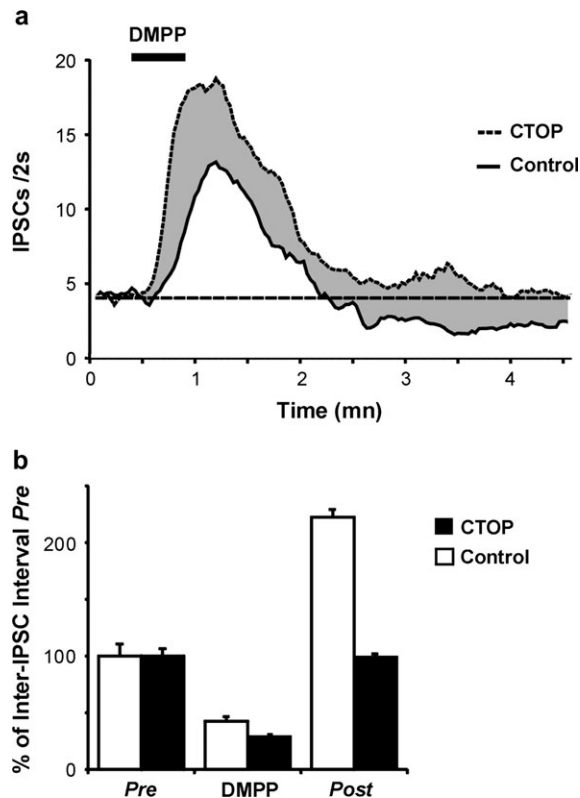 a
DMPP
20
15
10
5
0
IPSCs /2s
CTOP
Control
0 1 2 3 4
Time (mn)
b
% of Inter-IPSC Interval Pre
200
100
0
CTOP
Control
Pre DMPP Post